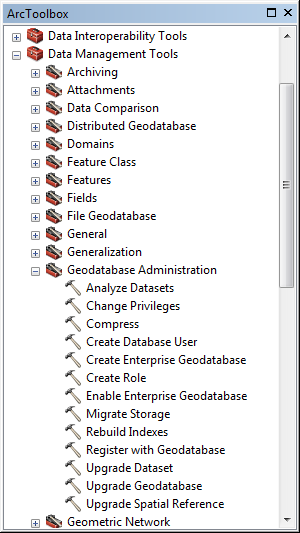 ArcToolbox
Data Interoperability Tools
Data Management Tools
Archiving
Attachments
Data Comparison
Distributed Geodatabase
Domains
Feature Class
Features
Fields
File Geodatabase
General
Generalization
Geodatabase Administration
Analyze Datasets
Change Privileges
Compress
Create Database User
Create Enterprise Geodatabase
Create Role
Enable Enterprise Geodatabase
Migrate Storage
Rebuild Indexes
Register with Geodatabase
Upgrade Dataset
Upgrade Geodatabase
Upgrade Spatial Reference
Geometric Network